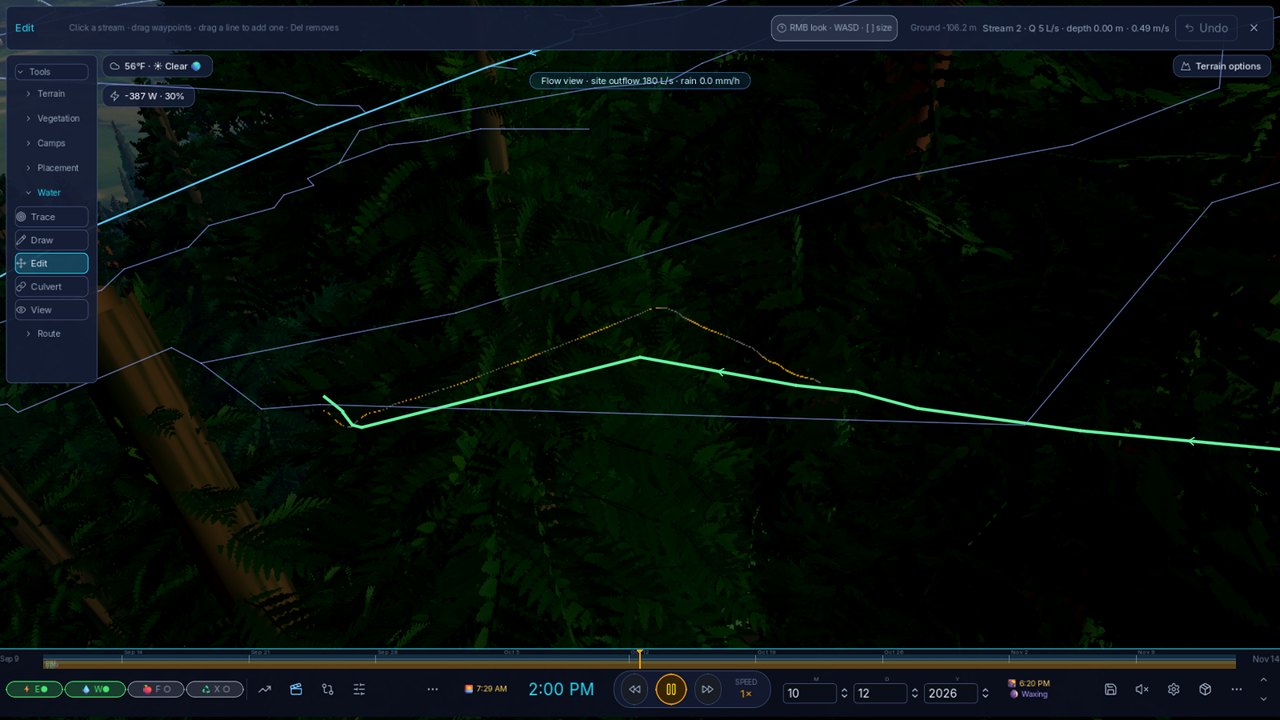 Edit
Click a stream · drag waypoints · drag a line to add one · Del removes
RMB look · WASD · [ ] size
Ground -106.2 m
Stream 2 · Q 5 L/s · depth 0.00 m · 0.49 m/s
Undo
Tools
56°F · Clear
Flow view · site outflow 180 L/s · rain 0.0 mm/h
Terrain options
Terrain
-387 W · 30%
Vegetation
Camps
Placement
Water
Trace
Draw
Edit
Culvert
View
Route
Sep 9
Sep 14
Sep 21
Sep 28
Oct 5
Oct 19
Oct 26
Nov 2
Nov 9
Nov 14
E
W
F
X
7:29 AM
2:00 PM
SPEED
1×
M
D
Y
10
12
2026
6:20 PM
Waxing